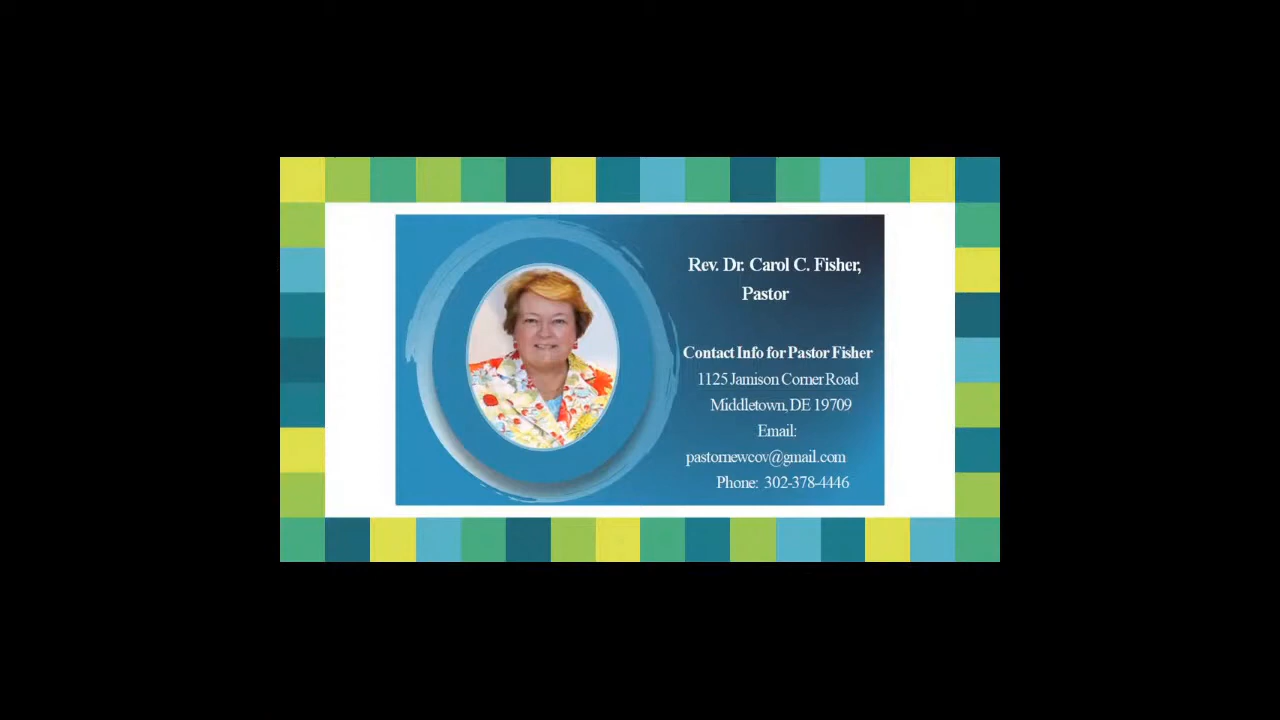 Rev. Dr. Carol C. Fisher,
Pastor
Contact Info for Pastor Fisher
1125 Jamison Corner Road
Middletown, DE 19709
Email:
pastornewcov@gmail.com
Phone: 302-378-4446